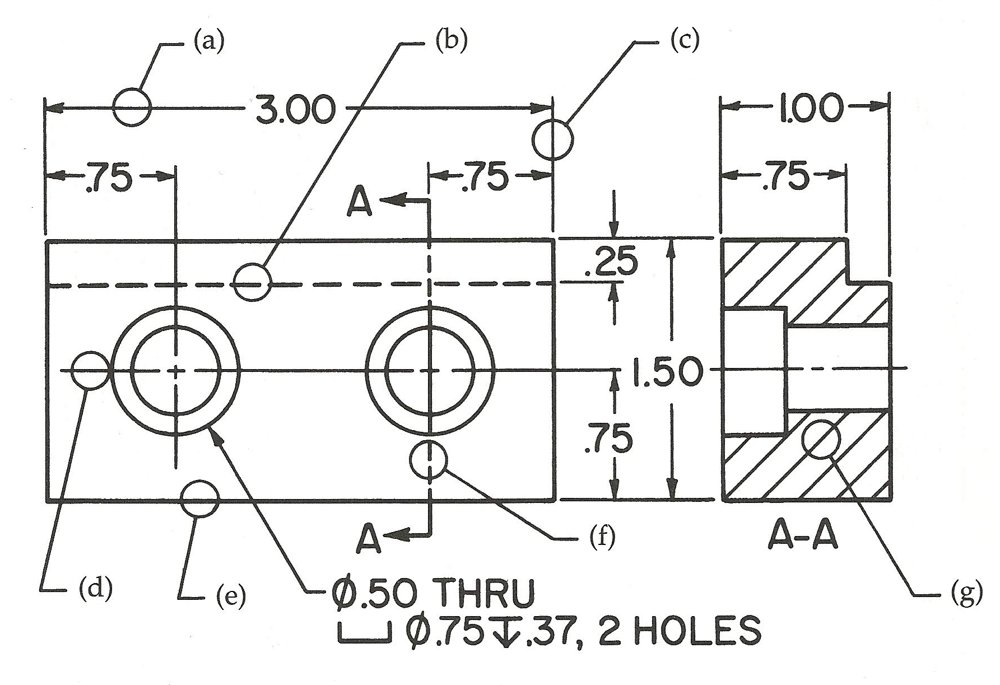 (a) (b) (c)
3.00 1.00
.75 .75 .75
A
.25
1.50
.75
A (f) A-A
(d) (e) (g)
Ø.50 THRU
⌴ Ø.75↧.37, 2 HOLES